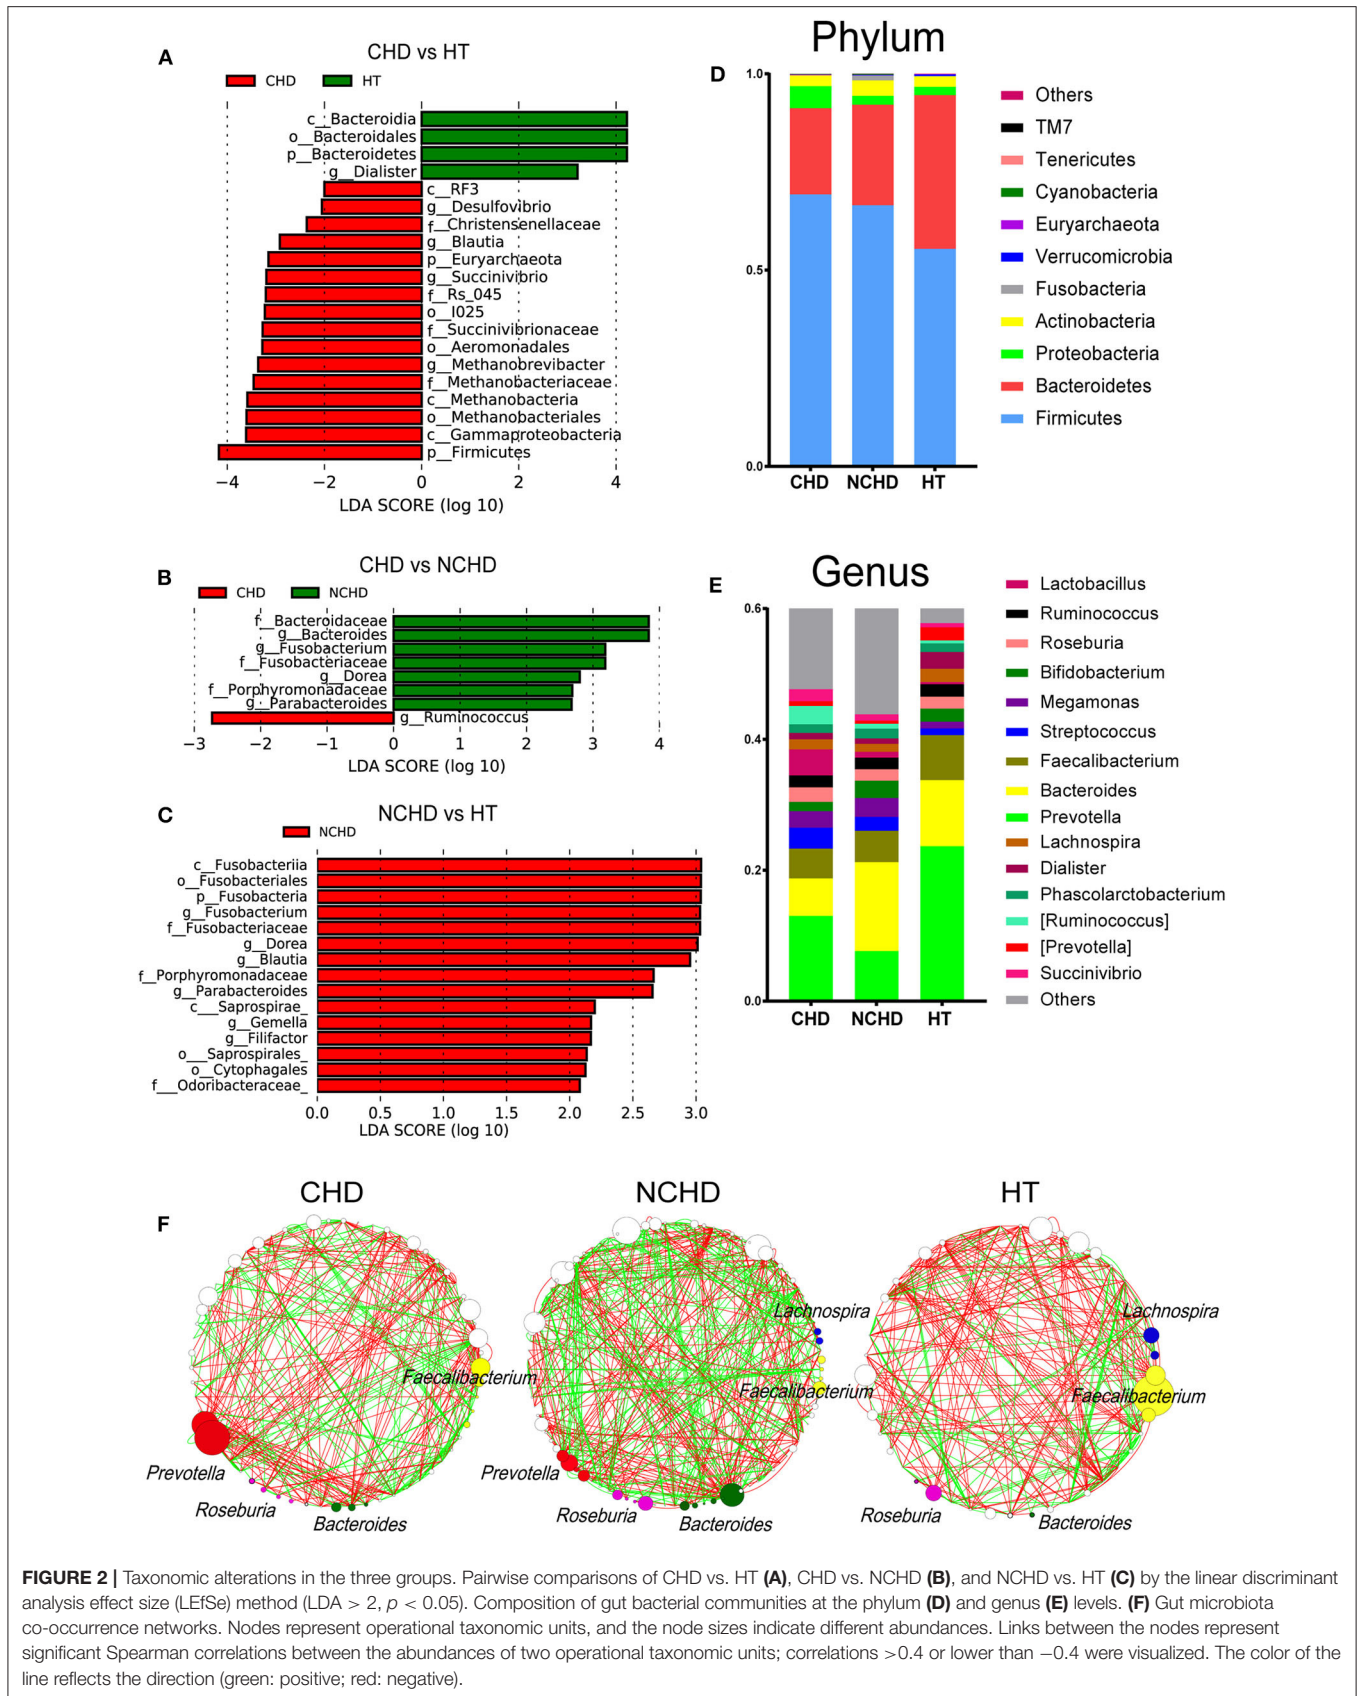 A
CHD vs HT
CHD HT
c__Bacteroidia
o__Bacteroidales
p__Bacteroidetes
g__Dialister
c__RF3
g__Desulfovibrio
f__Christensenellaceae
g__Blautia
p__Euryarchaeota
g__Succinivibrio
f__Rs_045
o__I025
f__Succinivibrionaceae
o__Aeromonadales
g__Methanobrevibacter
f__Methanobacteriaceae
c__Methanobacteria
o__Methanobacteriales
c__Gammaproteobacteria
p__Firmicutes
−4 −2 0 2 4
LDA SCORE (log 10)
D
Phylum
1.0
0.5
0.0
CHD NCHD HT
Others
TM7
Tenericutes
Cyanobacteria
Euryarchaeota
Verrucomicrobia
Fusobacteria
Actinobacteria
Proteobacteria
Bacteroidetes
Firmicutes
B
CHD vs NCHD
CHD NCHD
f__Bacteroidaceae
g__Bacteroides
g__Fusobacterium
f__Fusobacteriaceae
g__Dorea
f__Porphyromonadaceae
g__Parabacteroides
g__Ruminococcus
−3 −2 −1 0 1 2 3 4
LDA SCORE (log 10)
C
NCHD vs HT
NCHD
c__Fusobacteriia
o__Fusobacteriales
p__Fusobacteria
g__Fusobacterium
f__Fusobacteriaceae
g__Dorea
g__Blautia
f__Porphyromonadaceae
g__Parabacteroides
c___Saprospirae_
g__Gemella
g__Filifactor
o___Saprospirales_
o__Cytophagales
f___Odoribacteraceae_
0.0 0.5 1.0 1.5 2.0 2.5 3.0
LDA SCORE (log 10)
E
Genus
0.6
0.4
0.2
0.0
CHD NCHD HT
Lactobacillus
Ruminococcus
Roseburia
Bifidobacterium
Megamonas
Streptococcus
Faecalibacterium
Bacteroides
Prevotella
Lachnospira
Dialister
Phascolarctobacterium
[Ruminococcus]
[Prevotella]
Succinivibrio
Others
F
CHD
Faecalibacterium
Prevotella
Roseburia
Bacteroides
NCHD
Lachnospira
Faecalibacterium
Prevotella
Roseburia
Bacteroides
HT
Lachnospira
Faecalibacterium
Roseburia
Bacteroides
FIGURE 2 | Taxonomic alterations in the three groups. Pairwise comparisons of CHD vs. HT (A), CHD vs. NCHD (B), and NCHD vs. HT (C) by the linear discriminant
analysis effect size (LEfSe) method (LDA > 2, p < 0.05). Composition of gut bacterial communities at the phylum (D) and genus (E) levels. (F) Gut microbiota
co-occurrence networks. Nodes represent operational taxonomic units, and the node sizes indicate different abundances. Links between the nodes represent
significant Spearman correlations between the abundances of two operational taxonomic units; correlations >0.4 or lower than −0.4 were visualized. The color of the
line reflects the direction (green: positive; red: negative).